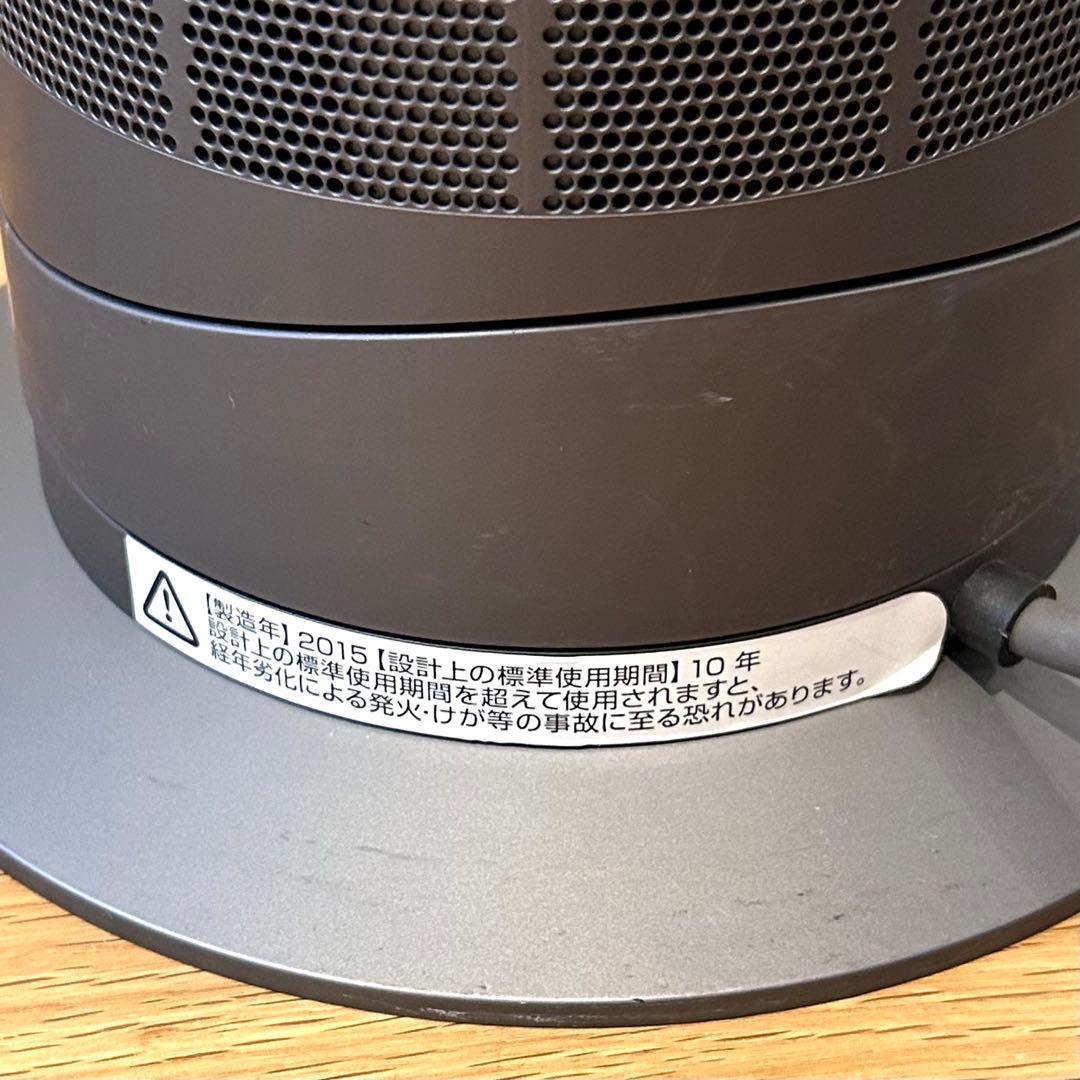 【製造年】2015【設計上の標準使用期間】10 年
設計上の標準使用期間を超えて使用されますと、
経年劣化による発火・けが等の事故に至る恐れがあります。